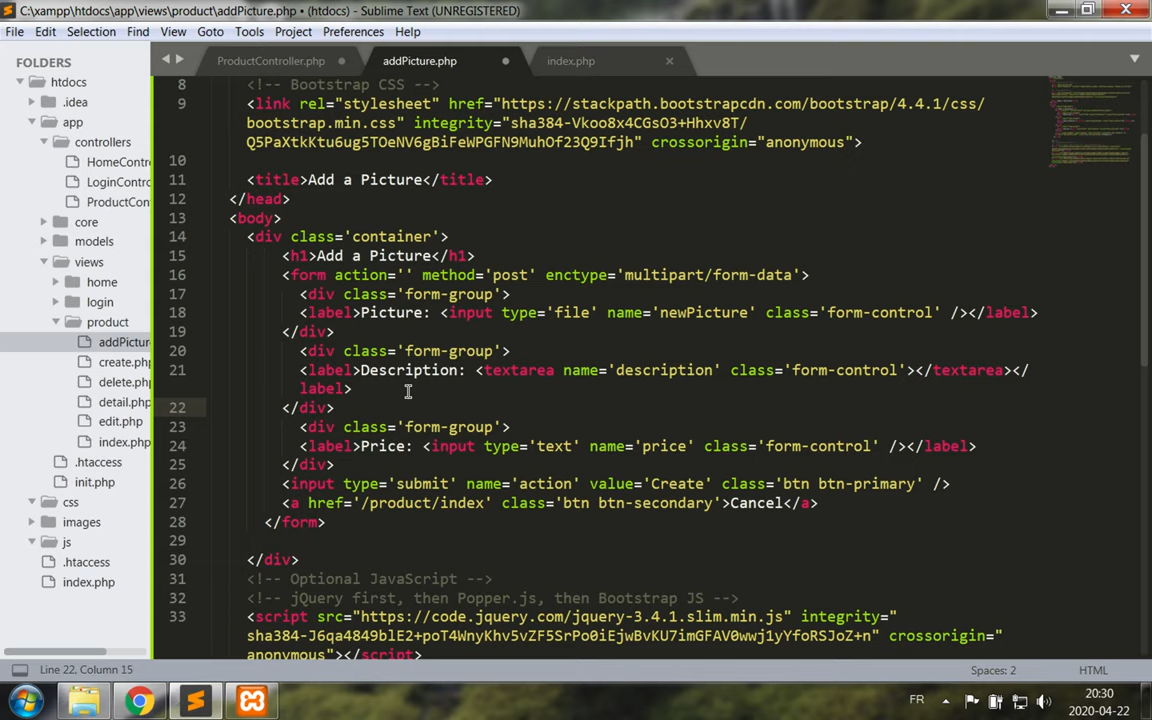 C:\xampp\htdocs\app\views\product\addPicture.php • (htdocs) - Sublime Text (UNREGISTERED)
File Edit Selection Find View Goto Tools Project Preferences Help
FOLDERS
htdocs
.idea
app
controllers
HomeContr
LoginContro
ProductCon
core
models
views
home
login
product
addPictur
create.php
delete.php
detail.php
edit.php
index.php
.htaccess
init.php
css
images
js
.htaccess
index.php
ProductController.php addPicture.php index.php
8 <!-- Bootstrap CSS -->
9 <link rel="stylesheet" href="https://stackpath.bootstrapcdn.com/bootstrap/4.4.1/css/
bootstrap.min.css" integrity="sha384-Vkoo8x4CGsO3+Hhxv8T/
Q5PaXtkKtu6ug5TOeNV6gBiFeWPGFN9MuhOf23Q9Ifjh" crossorigin="anonymous">
10
11 <title>Add a Picture</title>
12 </head>
13 <body>
14 <div class='container'>
15 <h1>Add a Picture</h1>
16 <form action='' method='post' enctype='multipart/form-data'>
17 <div class='form-group'>
18 <label>Picture: <input type='file' name='newPicture' class='form-control' /></label>
19 </div>
20 <div class='form-group'>
21 <label>Description: <textarea name='description' class='form-control'></textarea></
label>
22 </div>
23 <div class='form-group'>
24 <label>Price: <input type='text' name='price' class='form-control' /></label>
25 </div>
26 <input type='submit' name='action' value='Create' class='btn btn-primary' />
27 <a href='/product/index' class='btn btn-secondary'>Cancel</a>
28 </form>
29
30 </div>
31 <!-- Optional JavaScript -->
32 <!-- jQuery first, then Popper.js, then Bootstrap JS -->
33 <script src="https://code.jquery.com/jquery-3.4.1.slim.min.js" integrity="
sha384-J6qa4849blE2+poT4WnyKhv5vZF5SrPo0iEjwBvKU7imGFAV0wwj1yYfoRSJoZ+n" crossorigin="
anonymous"></script>
Line 22, Column 15 Spaces: 2 HTML
FR
20:30
2020-04-22